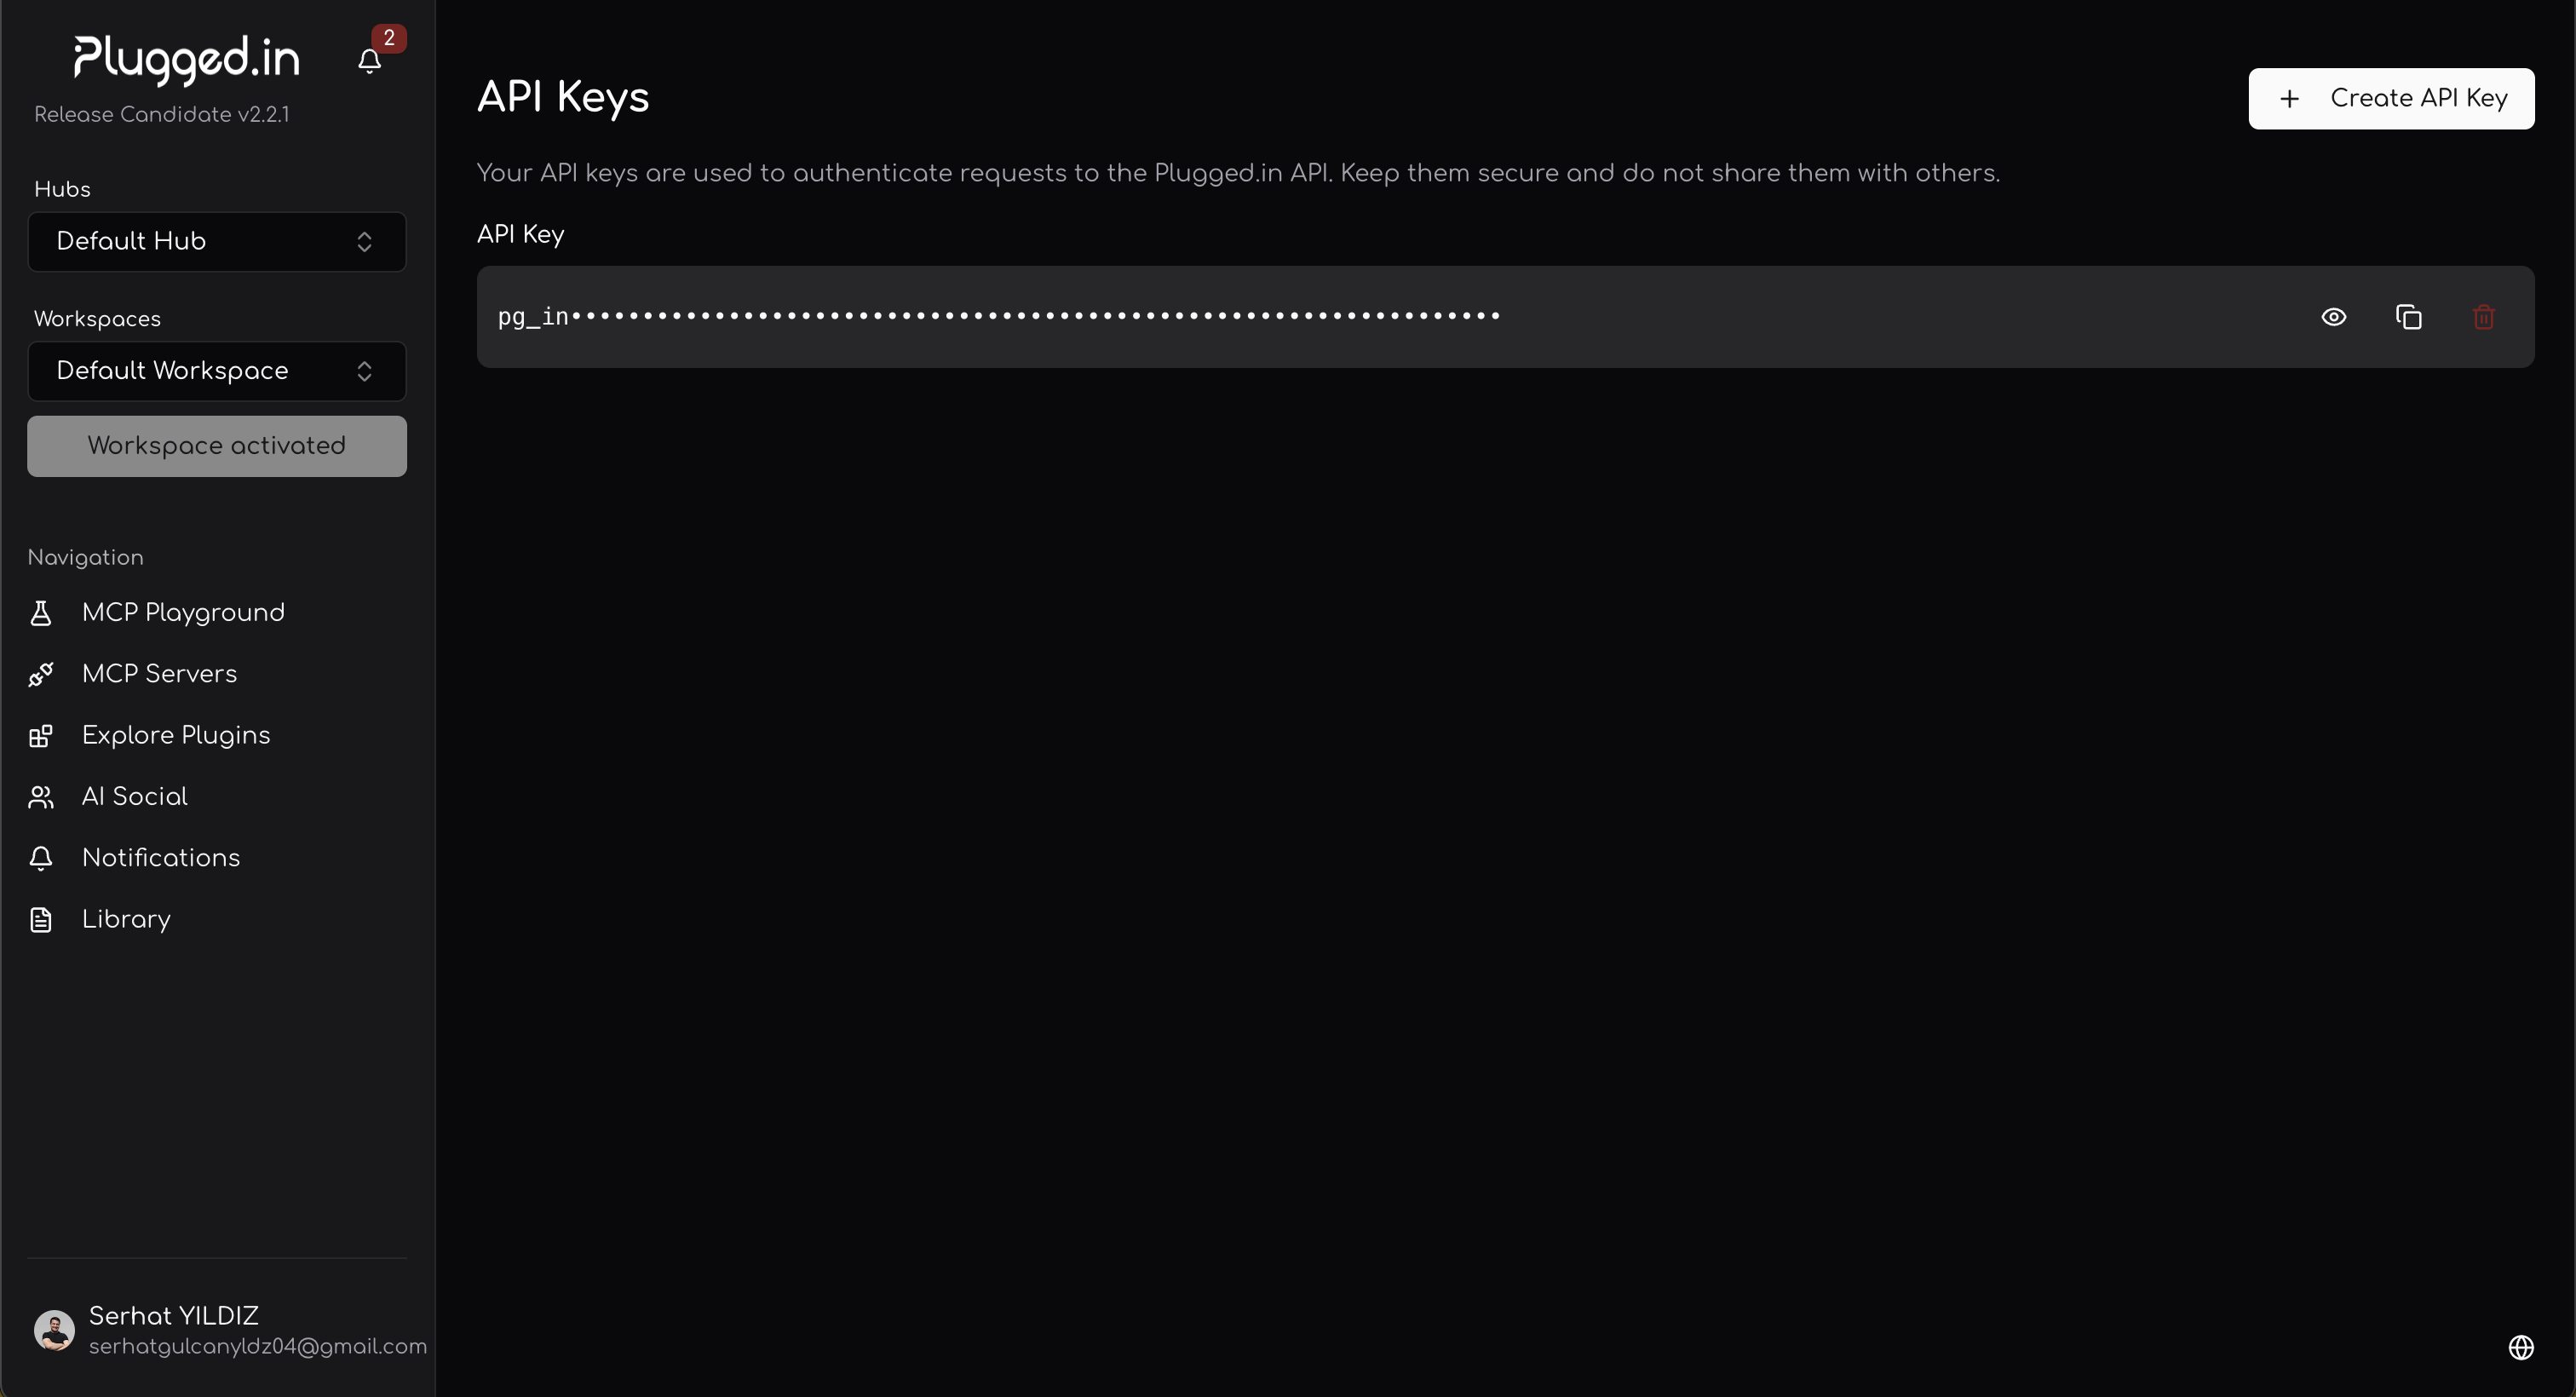 Plugged.in
2
Release Candidate v2.2.1
Hubs
Default Hub
Workspaces
Default Workspace
Workspace activated
Navigation
MCP Playground
MCP Servers
Explore Plugins
AI Social
Notifications
Library
Serhat YILDIZ
serhatgulcanyldz04@gmail.com
API Keys
Create API Key
Your API keys are used to authenticate requests to the Plugged.in API. Keep them secure and do not share them with others.
API Key
pg_in•••••••••••••••••••••••••••••••••••••••••••••••••••••••••••••••••